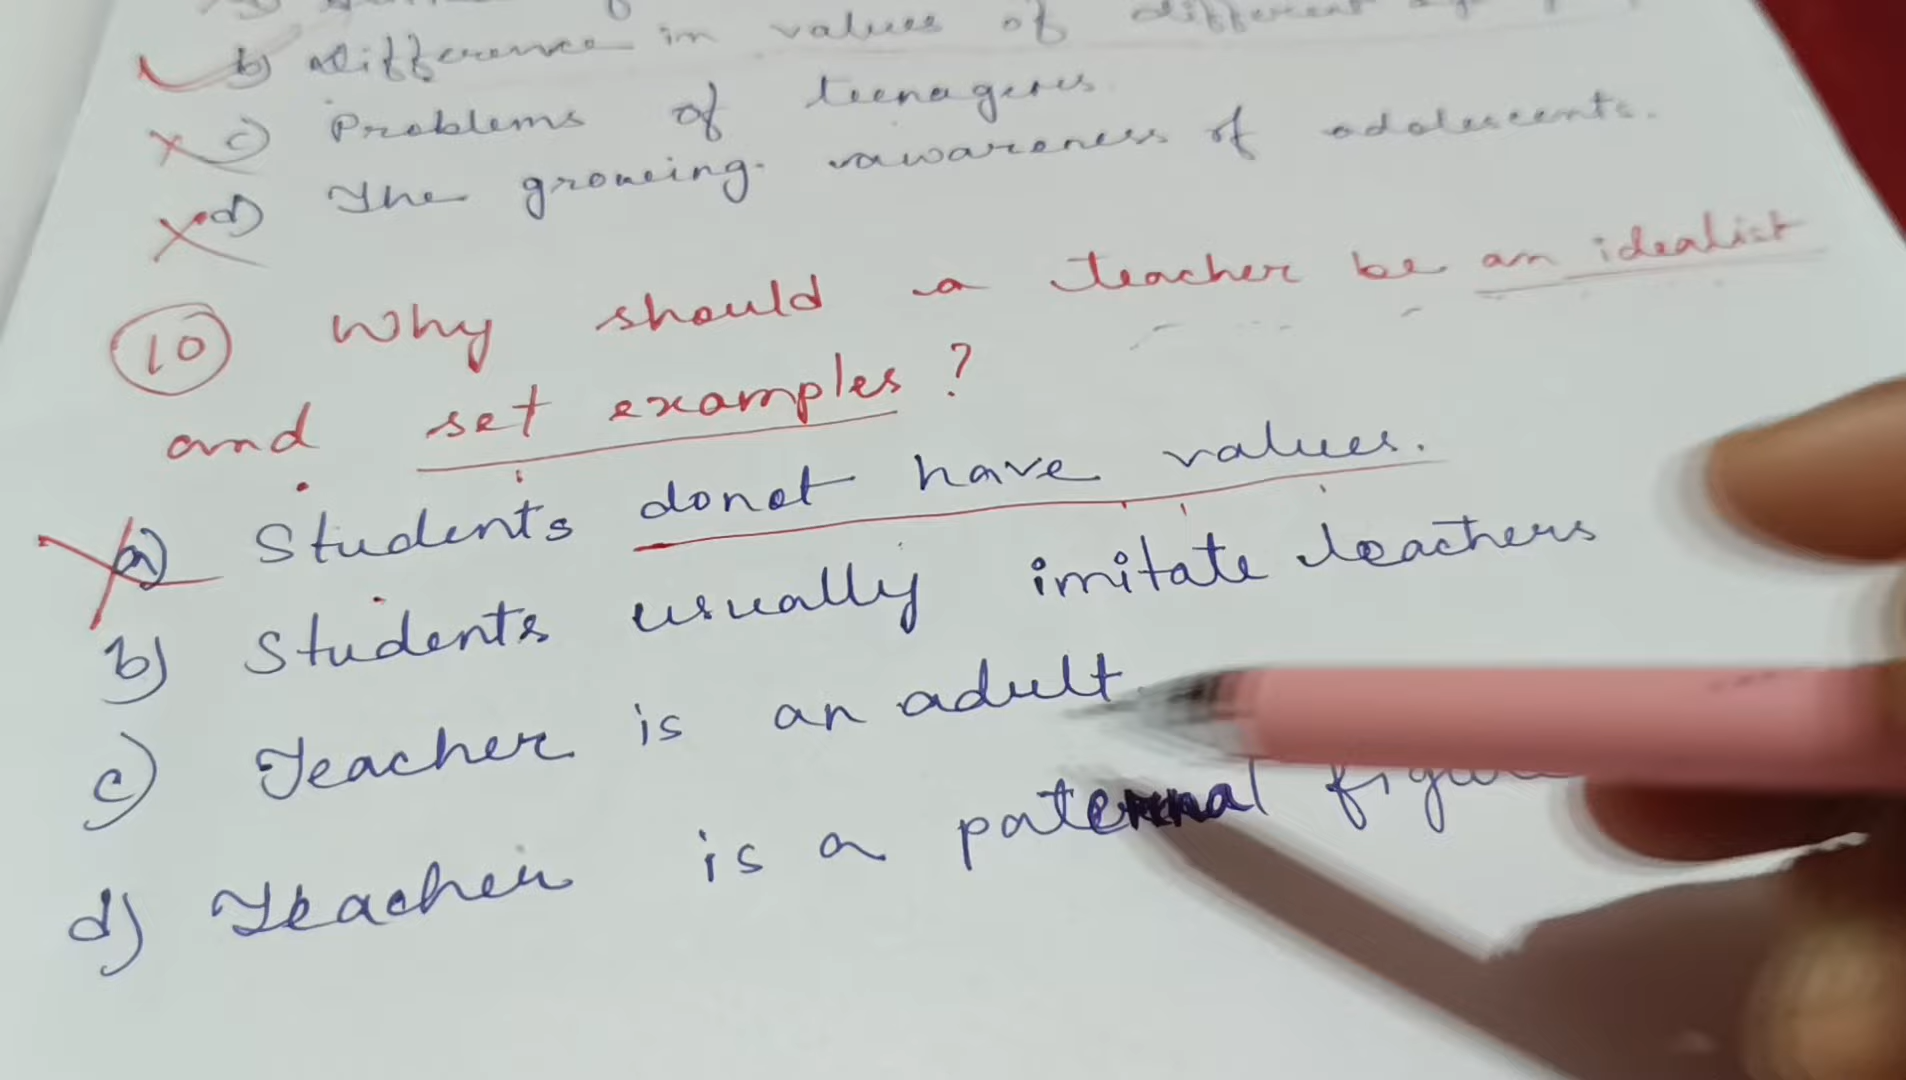 b) difference in values of different
c) Problems of teenagers.
d) The growing awareness of adolescents.
10 Why should a teacher be an idealist
and set examples?
a) Students donot have values.
b) Students usually imitate teachers
c) Teacher is an adult
d) Teacher is a paternal